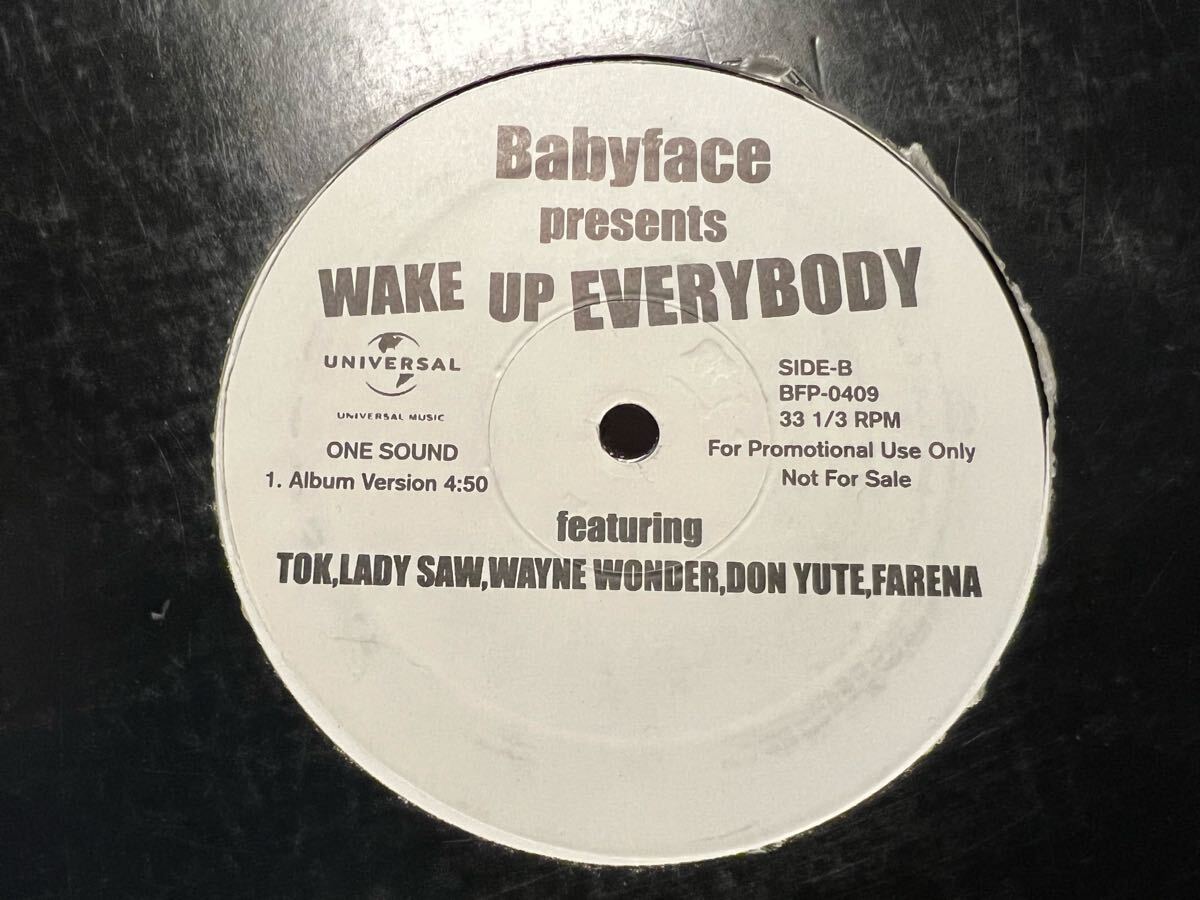 Babyface
presents
WAKE UP EVERYBODY
UNIVERSAL
UNIVERSAL MUSIC
ONE SOUND
1. Album Version 4:50
SIDE-B
BFP-0409
33 1/3 RPM
For Promotional Use Only
Not For Sale
featuring
TOK,LADY SAW,WAYNE WONDER,DON YUTE,FARENA